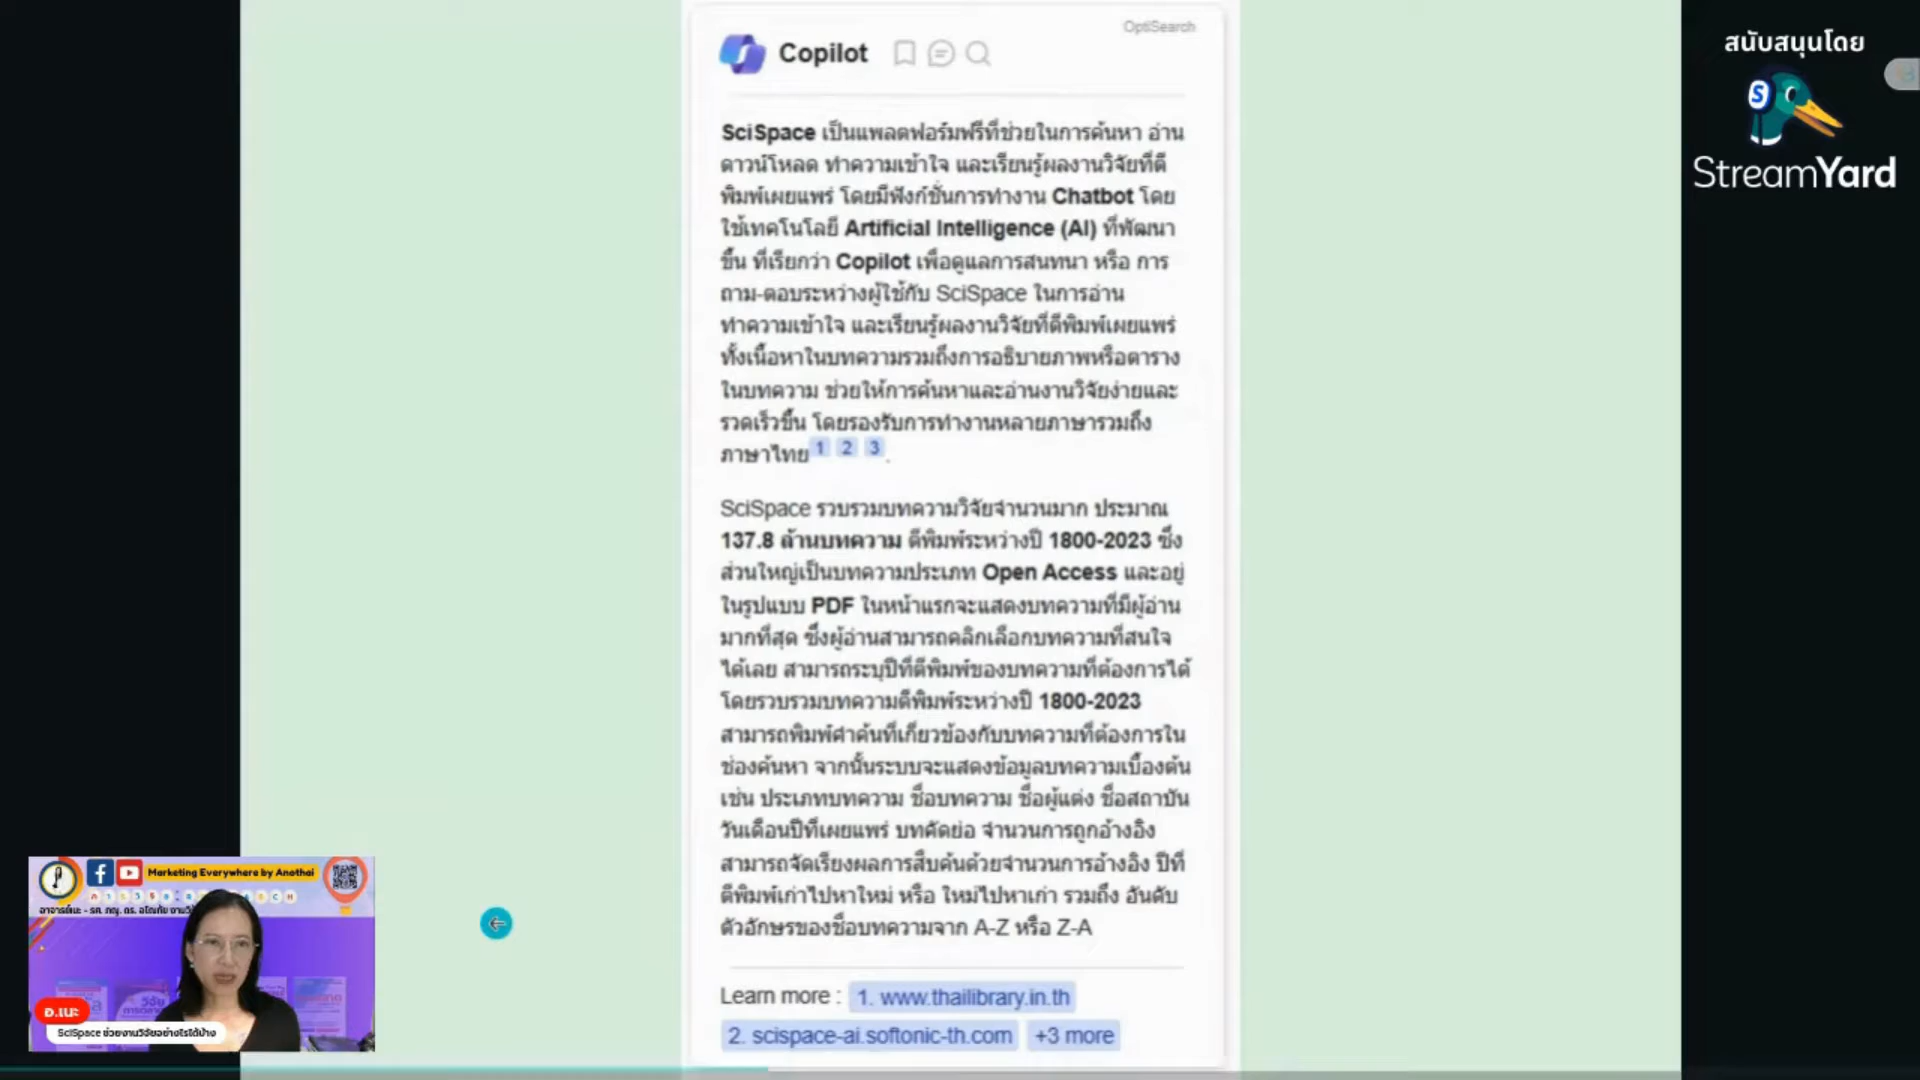 OptiSearch
Copilot
SciSpace เป็นแพลตฟอร์มฟรีที่ช่วยในการค้นหา อ่าน
ดาวน์โหลด ทำความเข้าใจ และเรียนรู้ผลงานวิจัยที่ตี
พิมพ์เผยแพร่ โดยมีฟังก์ชั่นการทำงาน Chatbot โดย
ใช้เทคโนโลยี Artificial Intelligence (AI) ที่พัฒนา
ขึ้น ที่เรียกว่า Copilot เพื่อดูแลการสนทนา หรือ การ
ถาม-ตอบระหว่างผู้ใช้กับ SciSpace ในการอ่าน
ทำความเข้าใจ และเรียนรู้ผลงานวิจัยที่ตีพิมพ์เผยแพร่
ทั้งเนื้อหาในบทความรวมถึงการอธิบายภาพหรือตาราง
ในบทความ ช่วยให้การค้นหาและอ่านงานวิจัยง่ายและ
รวดเร็วขึ้น โดยรองรับการทำงานหลายภาษารวมถึง
ภาษาไทย 1 2 3 .
SciSpace รวบรวมบทความวิจัยจำนวนมาก ประมาณ
137.8 ล้านบทความ ตีพิมพ์ระหว่างปี 1800-2023 ซึ่ง
ส่วนใหญ่เป็นบทความประเภท Open Access และอยู่
ในรูปแบบ PDF ในหน้าแรกจะแสดงบทความที่มีผู้อ่าน
มากที่สุด ซึ่งผู้อ่านสามารถคลิกเลือกบทความที่สนใจ
ได้เลย สามารถระบุปีที่ตีพิมพ์ของบทความที่ต้องการได้
โดยรวบรวมบทความตีพิมพ์ระหว่างปี 1800-2023
สามารถพิมพ์คำค้นที่เกี่ยวข้องกับบทความที่ต้องการใน
ช่องค้นหา จากนั้นระบบจะแสดงข้อมูลบทความเบื้องต้น
เช่น ประเภทบทความ ชื่อบทความ ชื่อผู้แต่ง ชื่อสถาบัน
วันเดือนปีที่เผยแพร่ บทคัดย่อ จำนวนการถูกอ้างอิง
สามารถจัดเรียงผลการสืบค้นด้วยจำนวนการอ้างอิง ปีที่
ตีพิมพ์เก่าไปหาใหม่ หรือ ใหม่ไปหาเก่า รวมถึง อันดับ
ตัวอักษรของชื่อบทความจาก A-Z หรือ Z-A
Learn more : 1. www.thailibrary.in.th
2. scispace-ai.softonic-th.com +3 more
สนับสนุนโดย
StreamYard
Marketing Everywhere by Anothai
อ.เนะ
SciSpace ช่วยงานวิจัยอย่างไรได้บ้าง